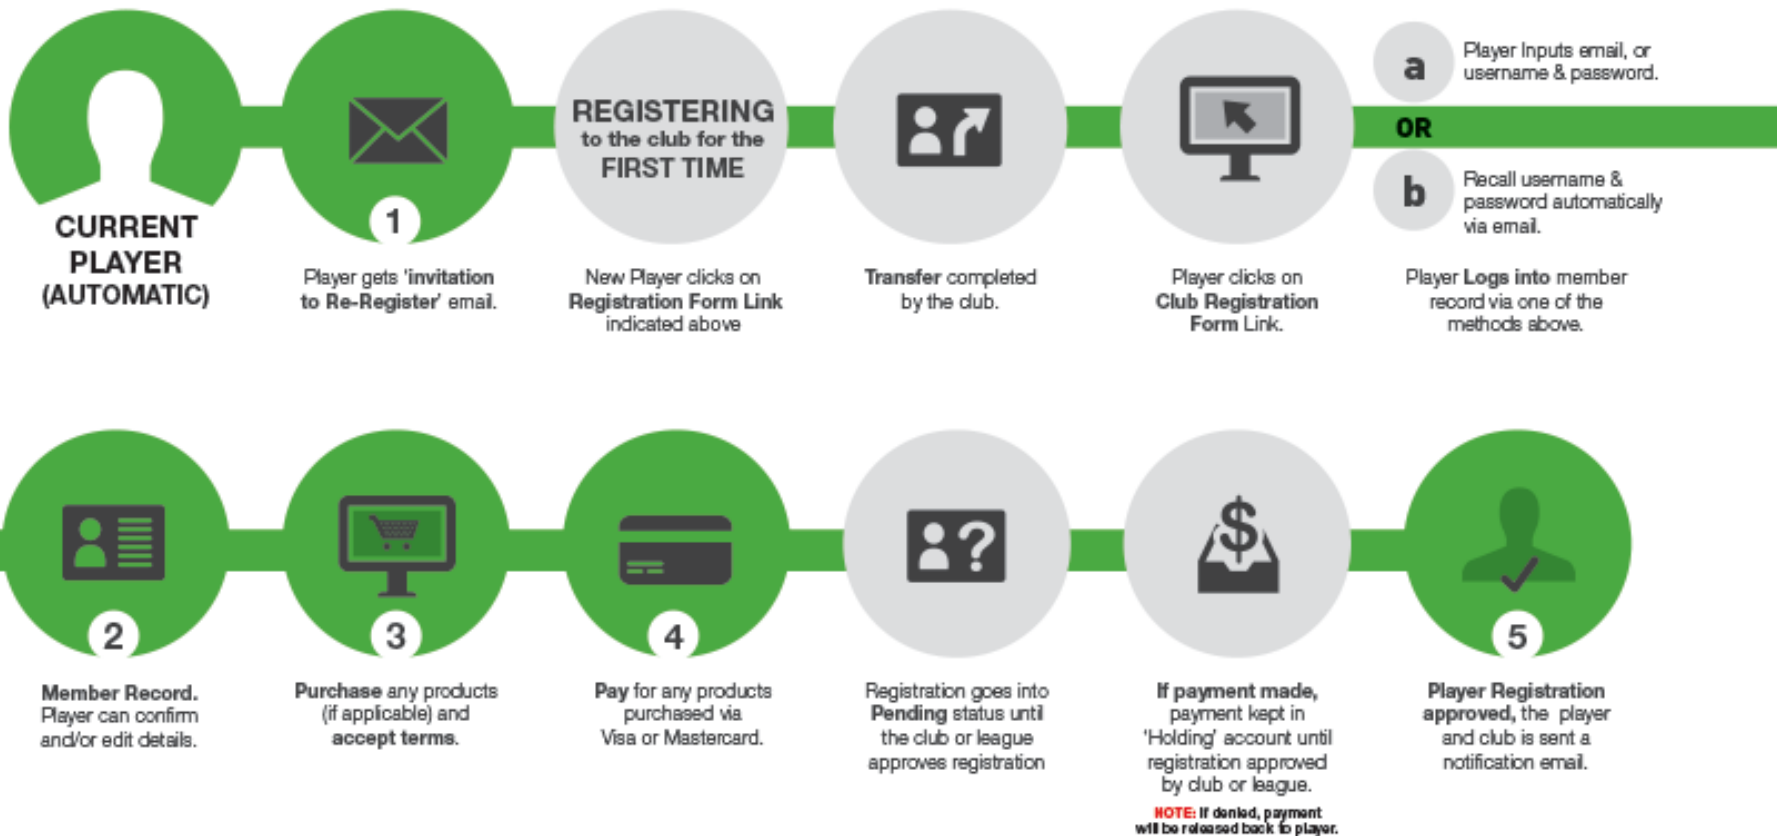 CURRENT
PLAYER
(AUTOMATIC)
1
Player gets 'invitation
to Re-Register' email.
REGISTERING
to the club for the
FIRST TIME
New Player clicks on
Registration Form Link
indicated above
Transfer completed
by the club.
Player clicks on
Club Registration
Form Link.
a
Player Inputs email, or
username & password.
OR
b
Recall username &
password automatically
via email.
Player Logs into member
record via one of the
methods above.
2
Member Record.
Player can confirm
and/or edit details.
3
Purchase any products
(if applicable) and
accept terms.
4
Pay for any products
purchased via
Visa or Mastercard.
?
Registration goes into
Pending status until
the club or league
approves registration
$
If payment made,
payment kept in
'Holding' account until
registration approved
by club or league.
NOTE: If denied, payment
will be released back to player.
5
Player Registration
approved, the player
and club is sent a
notification email.